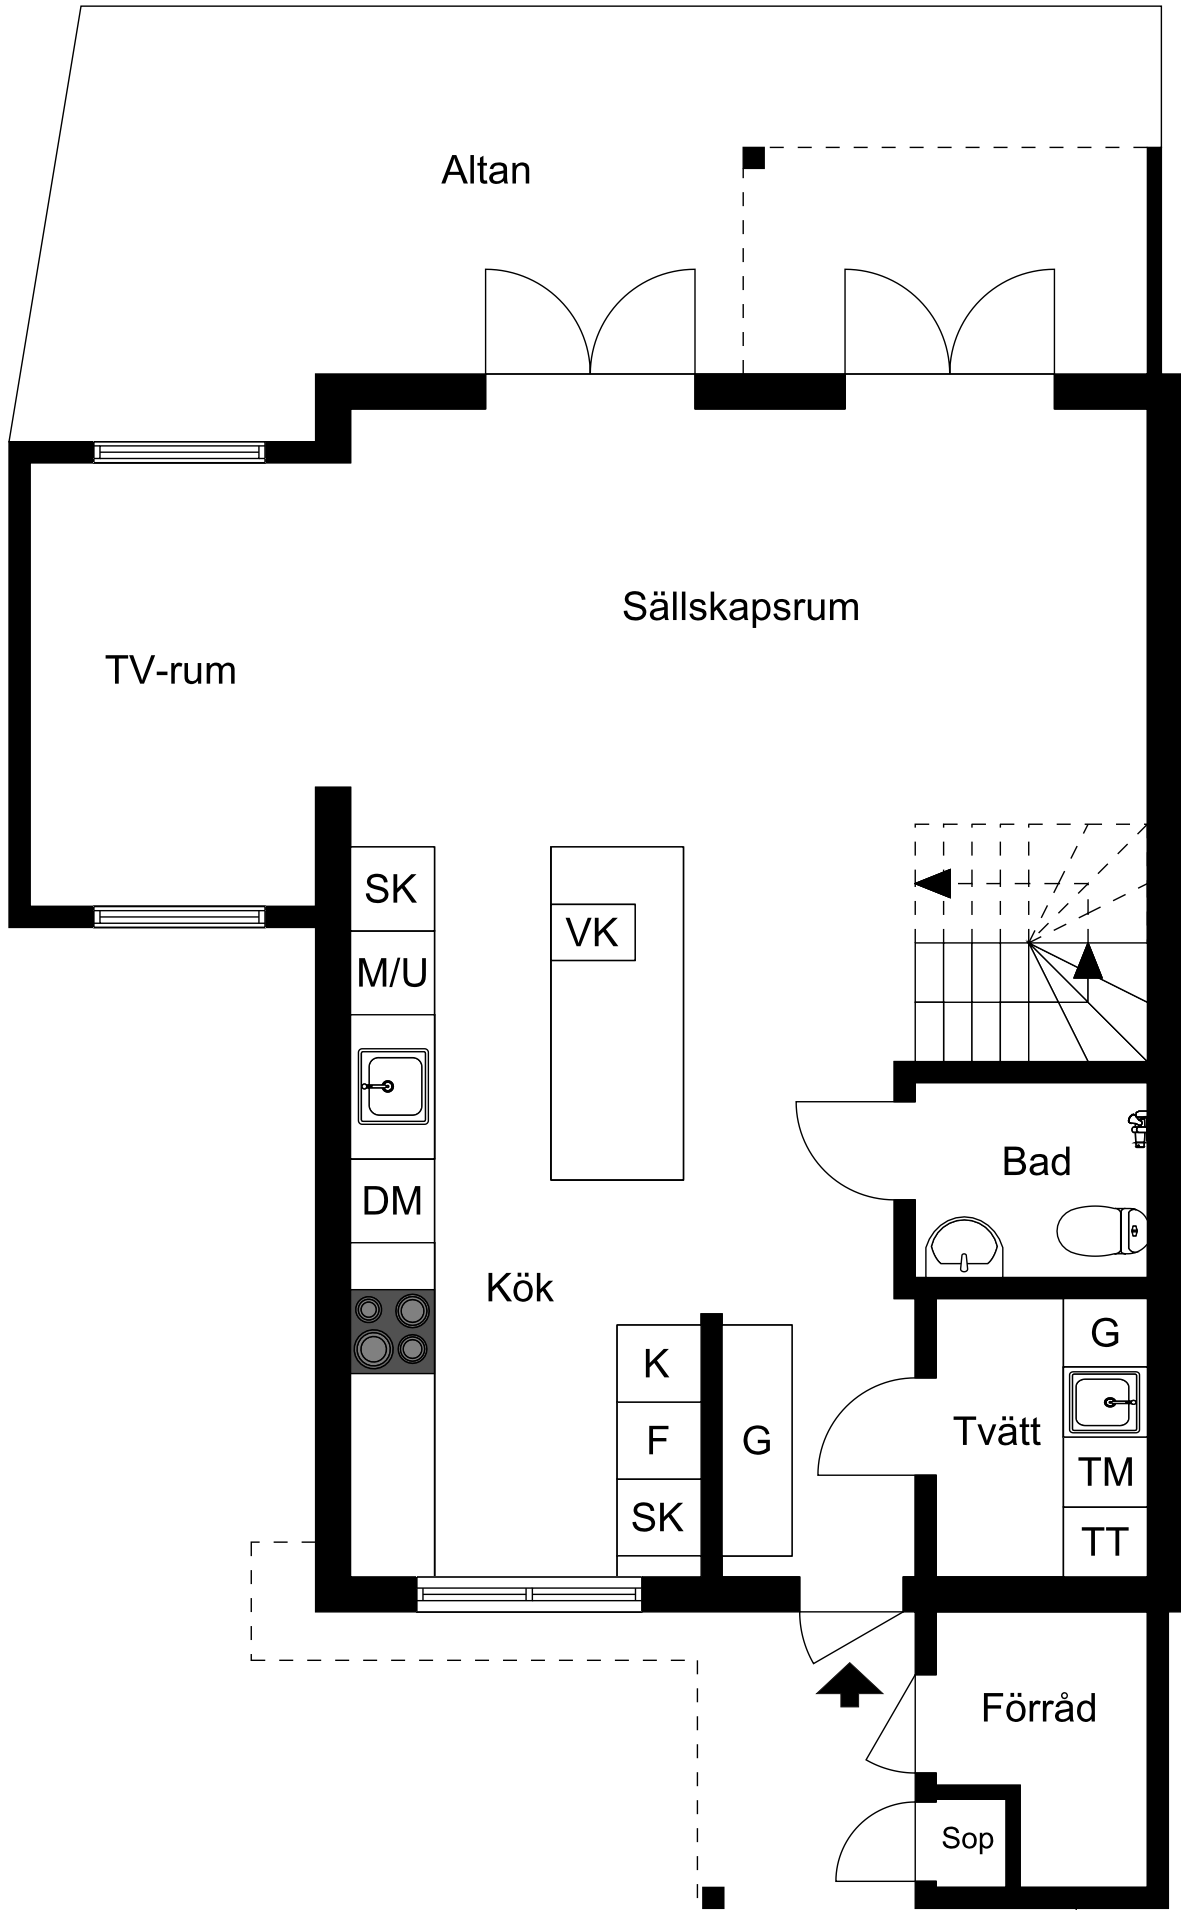 Altan
Sällskapsrum
TV-rum
SK
VK
M/U
Bad
DM
Kök
G
K
Tvätt
F
G
TM
SK
TT
Förråd
Sop